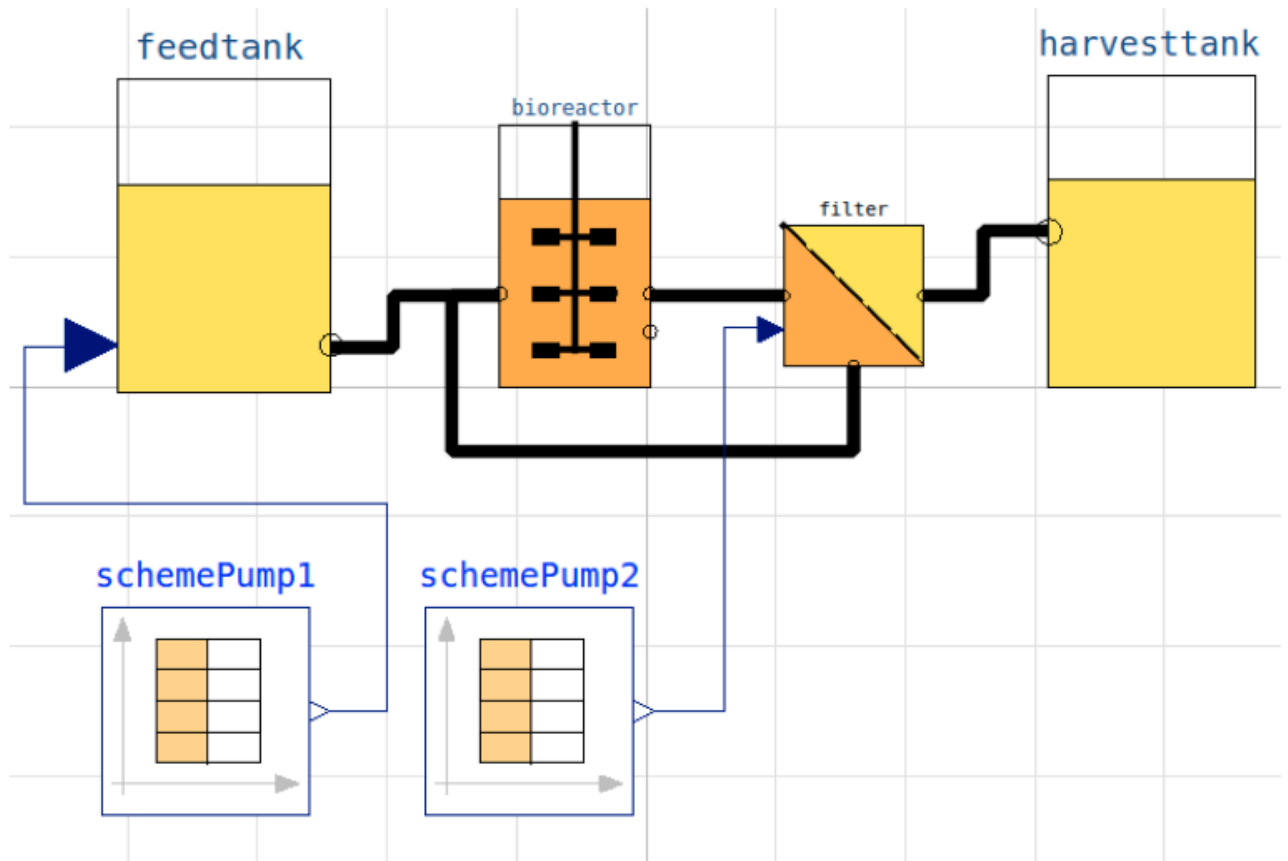 feedtank
harvesttank
bioreactor
filter
schemePump1
schemePump2